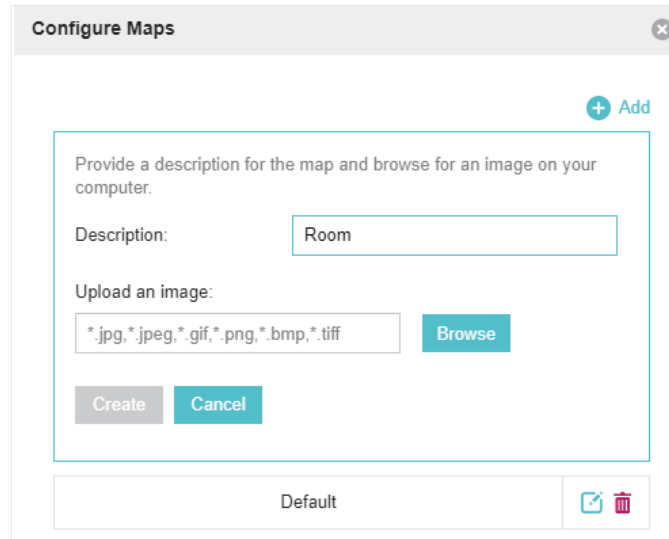 Configure Maps
Add
Provide a description for the map and browse for an image on your
computer.
Description:
Room
Upload an image:
*.jpg,*.jpeg,*.gif,*.png,*.bmp,*.tiff
Browse
Create
Cancel
Default